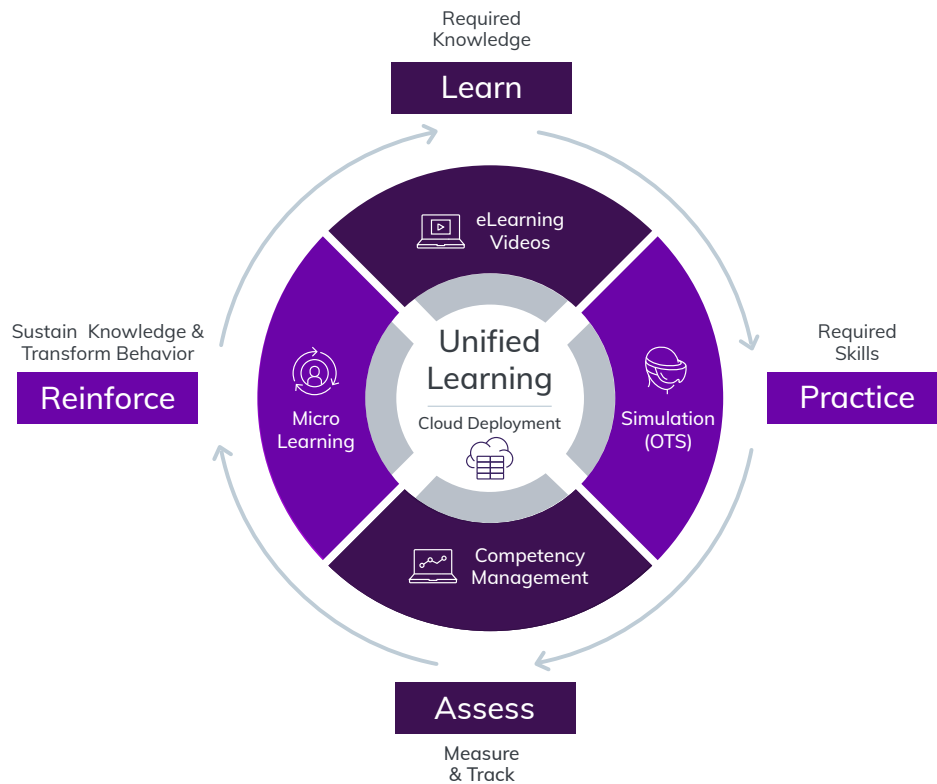 Required
Knowledge
Learn
eLearning
Videos
Sustain Knowledge &
Transform Behavior
Reinforce
Micro
Learning
Unified
Learning
Cloud Deployment
Simulation
(OTS)
Required
Skills
Practice
Competency
Management
Assess
Measure
& Track